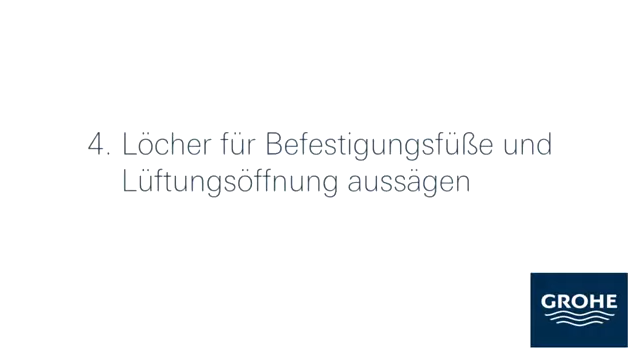 4. Löcher für Befestigungsfüße und
Lüftungsöffnung aussägen
GROHE